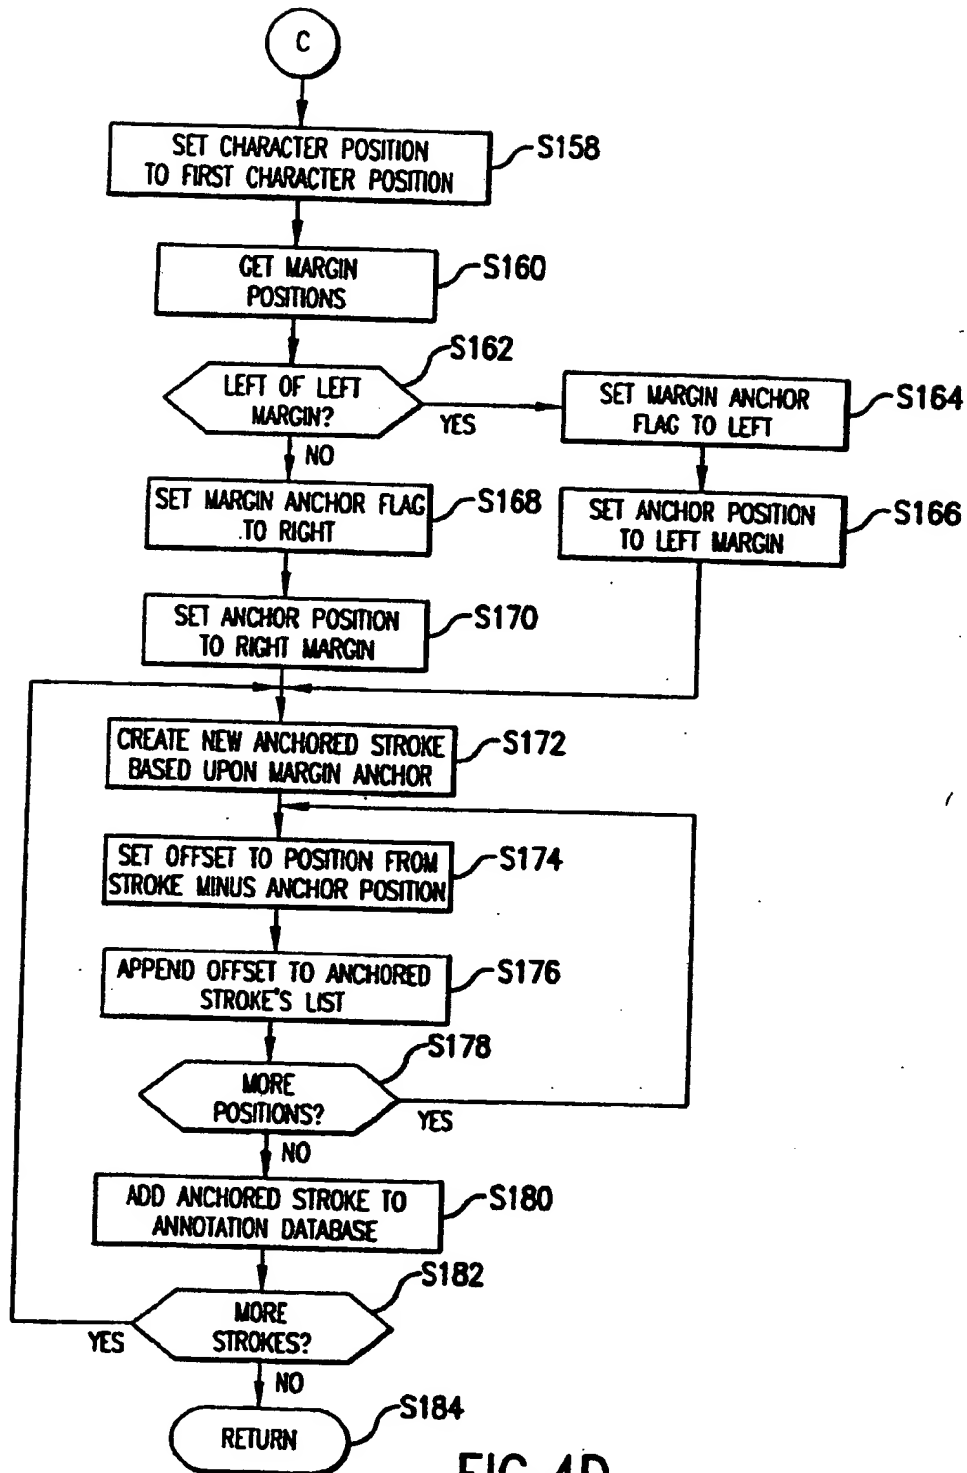 C
SET CHARACTER POSITION
TO FIRST CHARACTER POSITION
S158
GET MARGIN
POSITIONS
S160
LEFT OF LEFT
MARGIN?
S162
YES
NO
SET MARGIN ANCHOR
FLAG TO LEFT
S164
SET ANCHOR POSITION
TO LEFT MARGIN
S166
SET MARGIN ANCHOR FLAG
TO RIGHT
S168
SET ANCHOR POSITION
TO RIGHT MARGIN
S170
CREATE NEW ANCHORED STROKE
BASED UPON MARGIN ANCHOR
S172
SET OFFSET TO POSITION FROM
STROKE MINUS ANCHOR POSITION
S174
APPEND OFFSET TO ANCHORED
STROKE'S LIST
S176
MORE
POSITIONS?
S178
YES
NO
ADD ANCHORED STROKE TO
ANNOTATION DATABASE
S180
MORE
STROKES?
S182
YES
NO
RETURN
S184
FIG. 4D